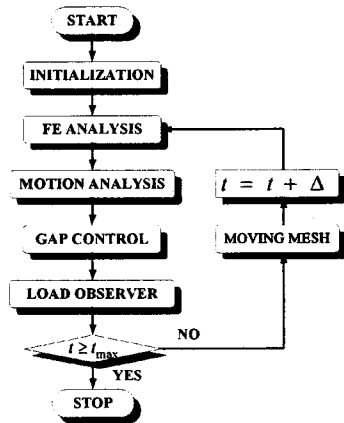 START
INITIALIZATION
FE ANALYSIS
MOTION ANALYSIS
t = t + Δ
GAP CONTROL
MOVING MESH
LOAD OBSERVER
t ≥ tmax
NO
YES
STOP